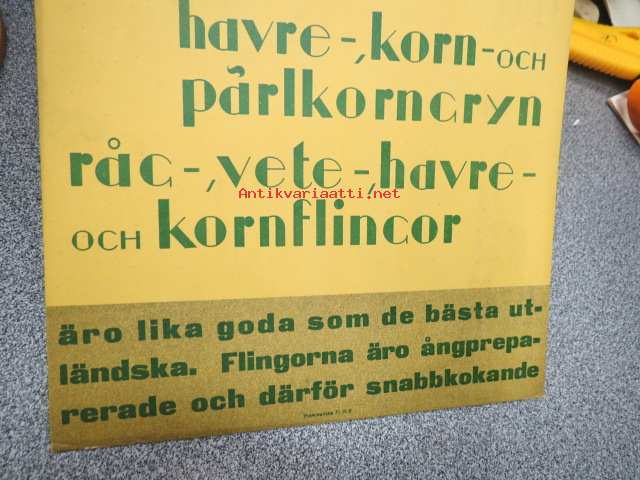 havre-, korn- OCH
pärlkorngryn
råg-, vete-, havre-
Antikvariaatti.net
OCH kornflingor
äro lika goda som de bästa ut-
ländska. Flingorna äro ångprepa-
rerade och därför snabbkokande